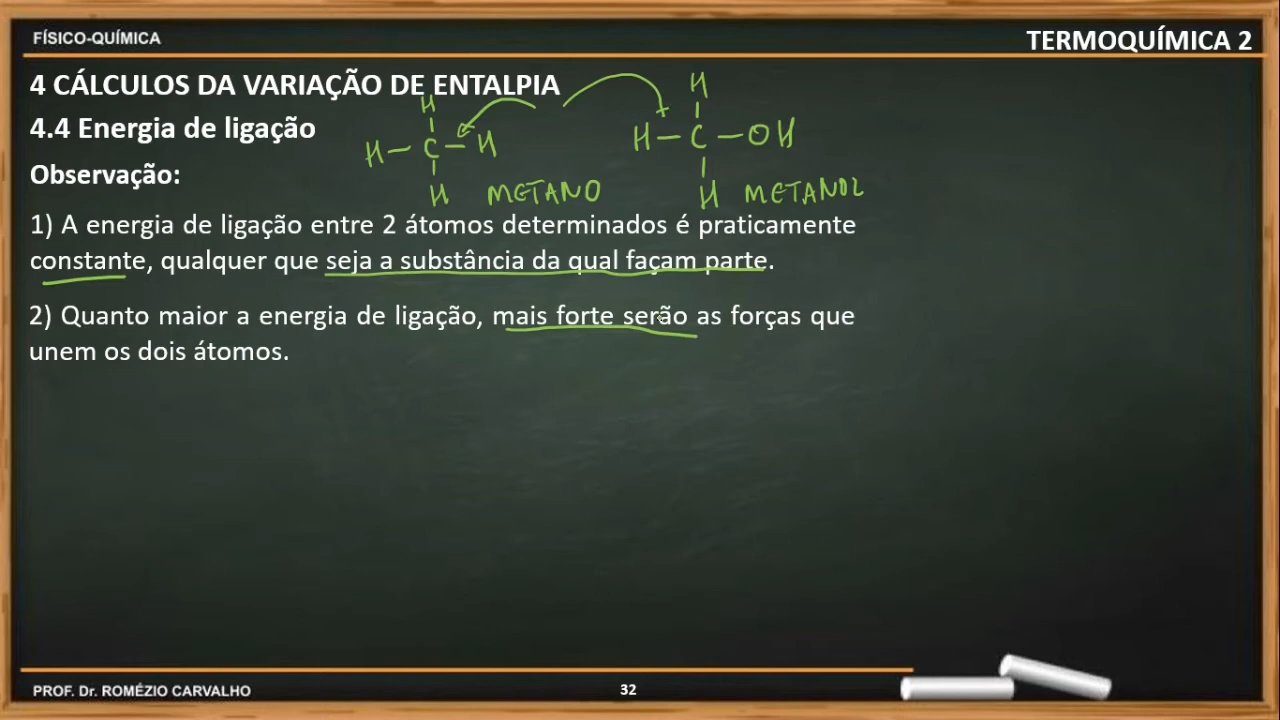 FÍSICO-QUÍMICA
TERMOQUÍMICA 2
4 CÁLCULOS DA VARIAÇÃO DE ENTALPIA
4.4 Energia de ligação
H
H – C – H
H
METANO
H
H – C – OH
H
METANOL
Observação:
1) A energia de ligação entre 2 átomos determinados é praticamente
constante, qualquer que seja a substância da qual façam parte.
2) Quanto maior a energia de ligação, mais forte serão as forças que
unem os dois átomos.
PROF. Dr. ROMÉZIO CARVALHO
32